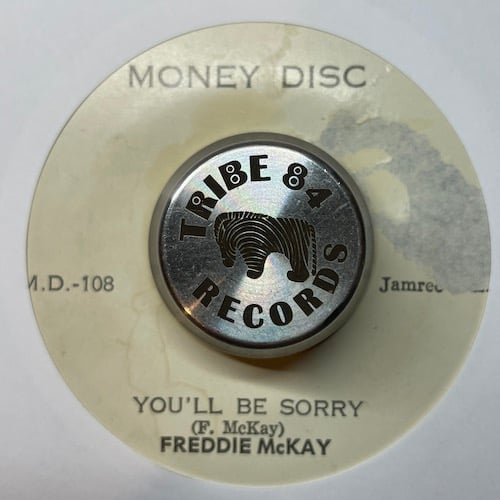 MONEY DISC
TRIBE 84
RECORDS
M.D.-108
YOU'LL BE SORRY
(F. McKay)
FREDDIE McKAY